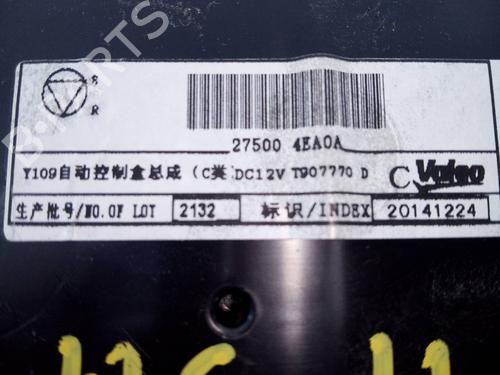 B-PARTS
S
R
27500 4EA0A
Y109自动控制盒总成 (C类) DC12V T907770 D
C Valeo
生产批号/NO.OF LOT 2132 标识/INDEX 20141224